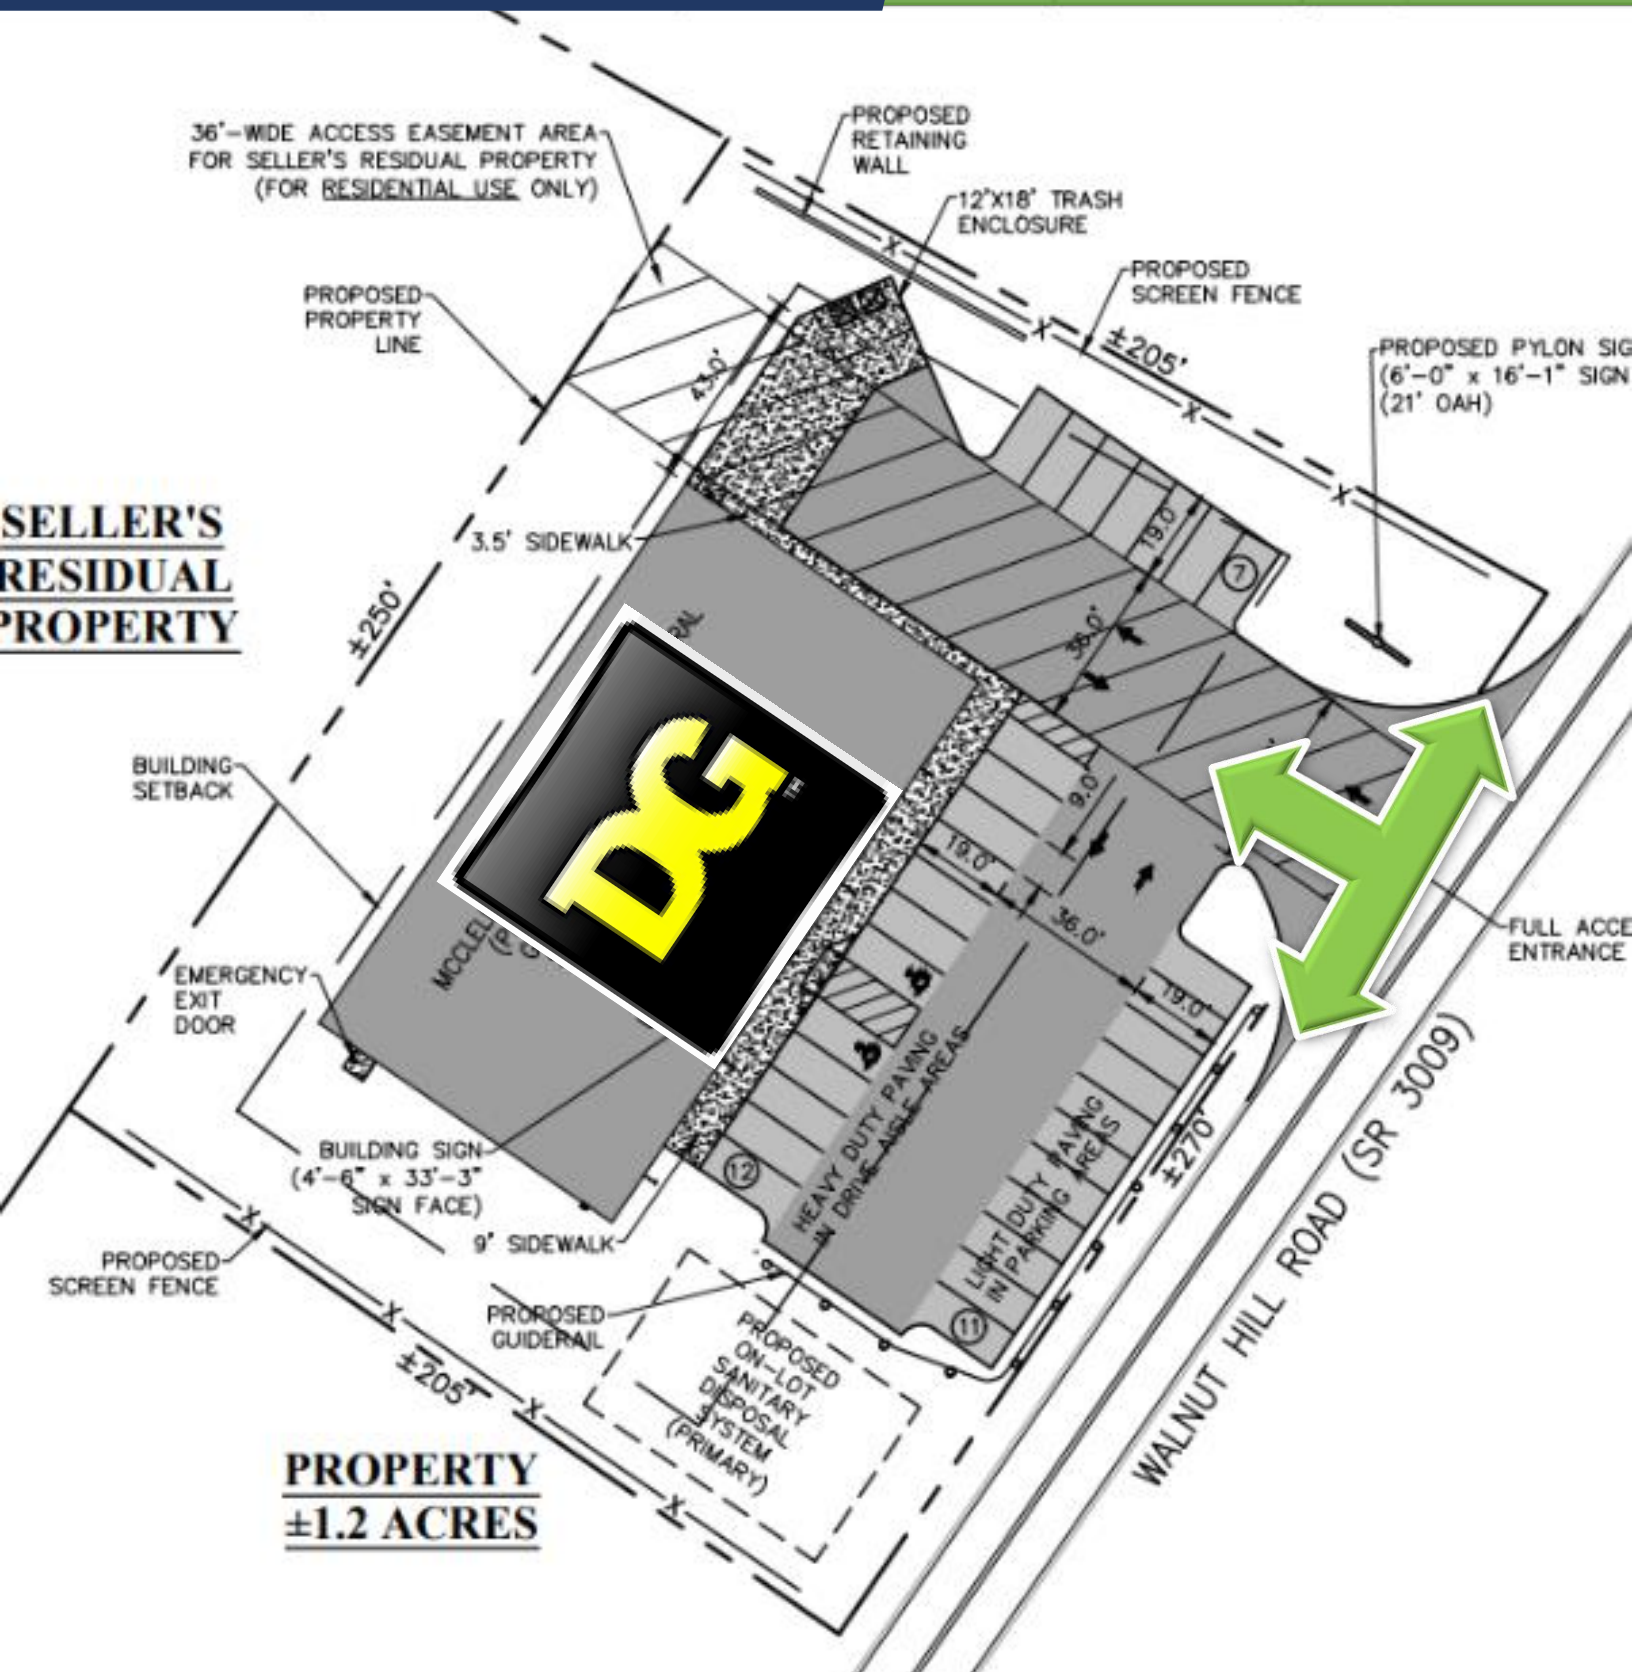 36'-WIDE ACCESS EASEMENT AREA
FOR SELLER'S RESIDUAL PROPERTY
(FOR RESIDENTIAL USE ONLY)
PROPOSED
RETAINING
WALL
12'X18' TRASH
ENCLOSURE
PROPOSED
SCREEN FENCE
±205'
PROPOSED PYLON SIG
(6'-0" x 16'-1" SIGN
(21' OAH)
PROPOSED
PROPERTY
LINE
43.0'
X
X
X
X
3.5' SIDEWALK
19.0'
7
36.0'
SELLER'S
RESIDUAL
PROPERTY
±250'
RAL
DG
TM
BUILDING
SETBACK
9.0'
19.0'
36.0'
19.0'
FULL ACCE
ENTRANCE
MCCLEL
(P
EMERGENCY
EXIT
DOOR
HEAVY DUTY PAVING
IN DRIVE AISLE AREAS
LIGHT DUTY PAVING
IN PARKING AREAS
±270'
WALNUT HILL ROAD (SR 3009)
BUILDING SIGN
(4'-6" x 33'-3"
SIGN FACE)
12
9' SIDEWALK
X
PROPOSED
SCREEN FENCE
PROPOSED
GUIDERAIL
11
PROPOSED
ON-LOT
SANITARY
DISPOSAL
SYSTEM
(PRIMARY)
X
±205'
X
X
PROPERTY
±1.2 ACRES